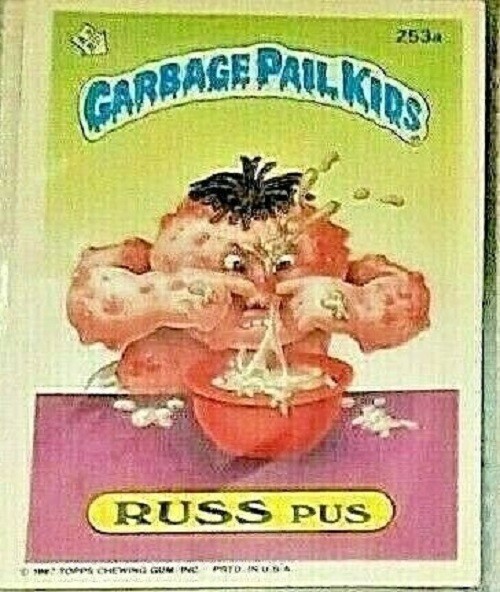 253a
GARBAGE PAIL KIDS
RUSS PUS
© 1987 TOPPS CHEWING GUM, INC. PRTD. IN U.S.A.